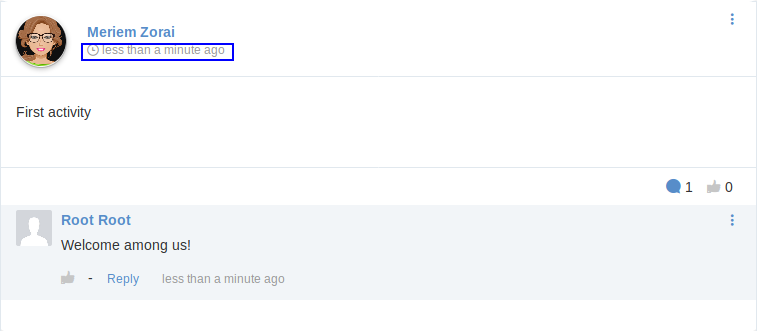 Meriem Zorai
less than a minute ago
First activity
1 0
Root Root
Welcome among us!
- Reply less than a minute ago